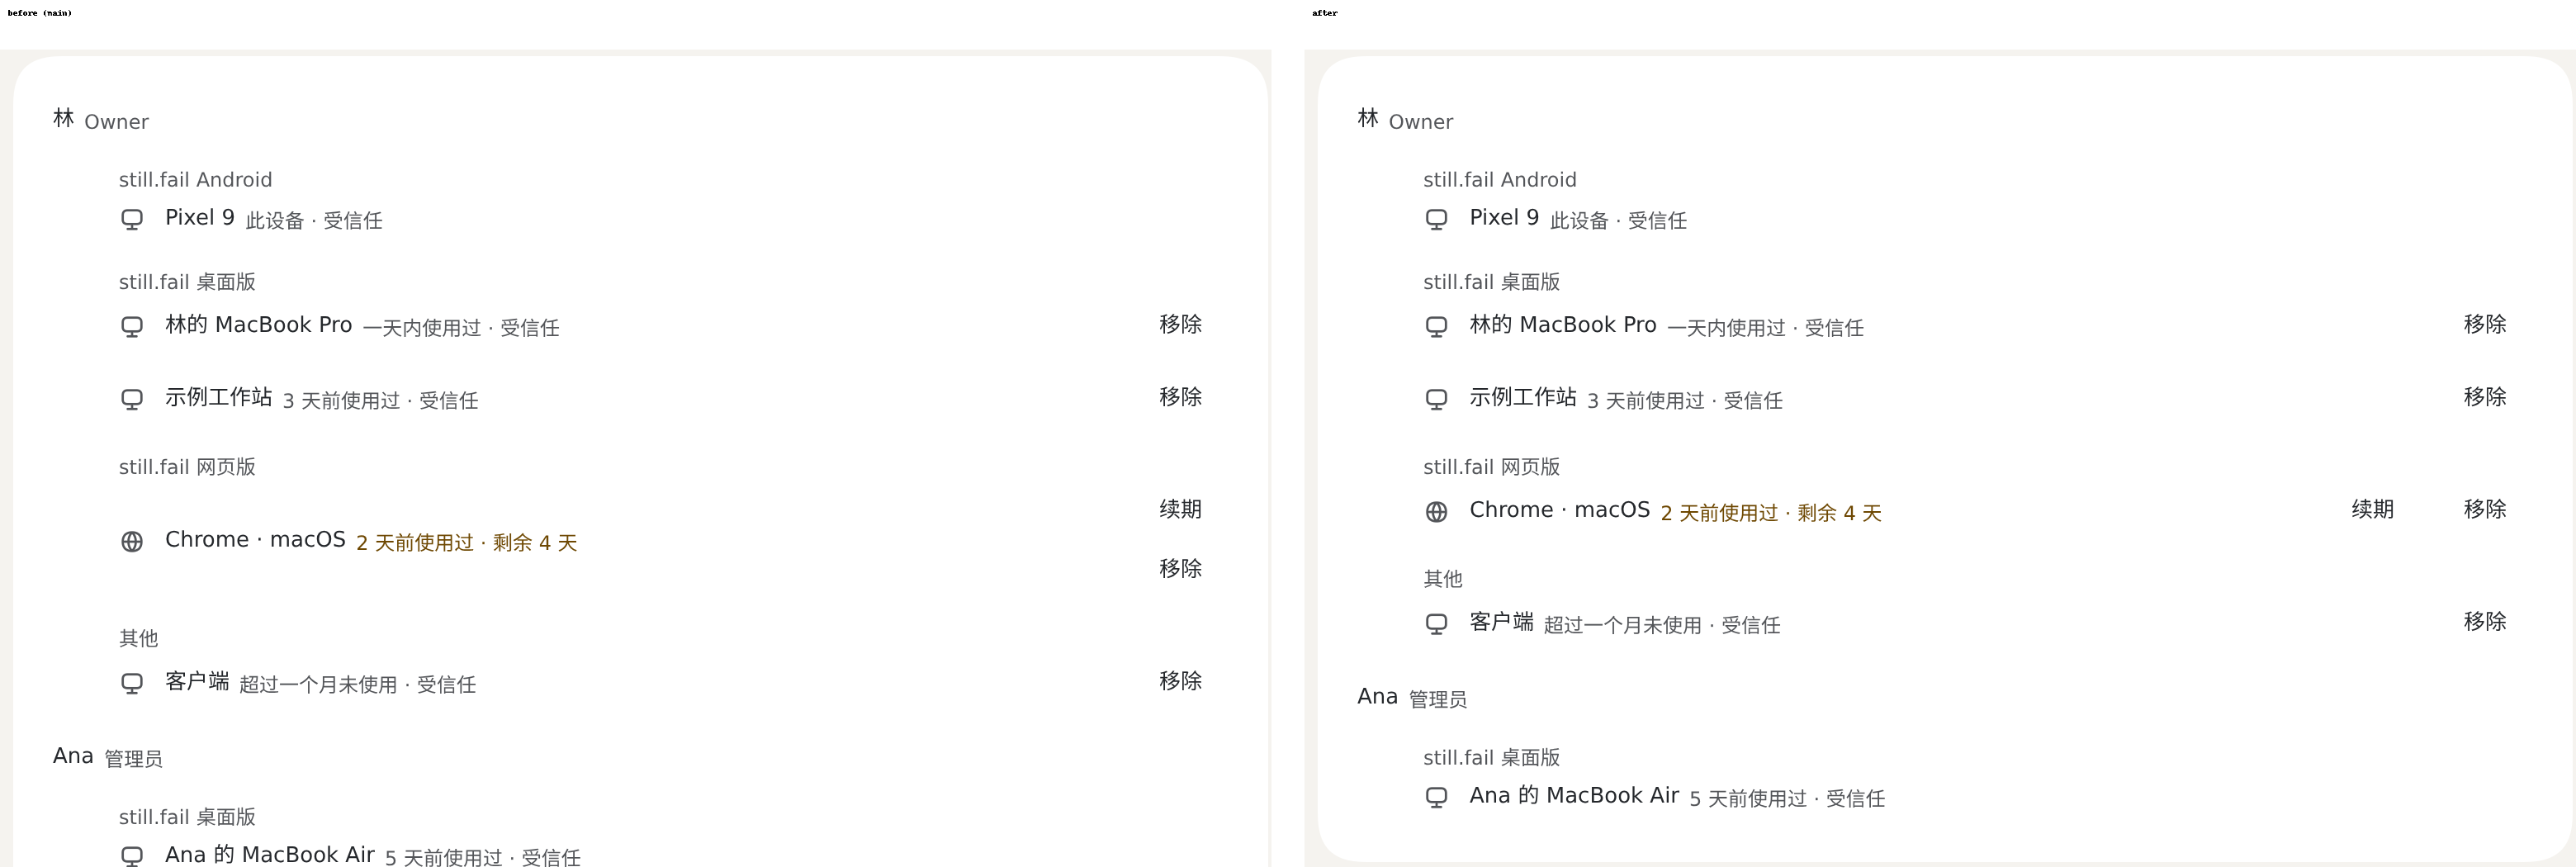 before (main)
林 Owner
still.fail Android
Pixel 9 此设备 · 受信任
still.fail 桌面版
林的 MacBook Pro 一天内使用过 · 受信任 移除
示例工作站 3 天前使用过 · 受信任 移除
still.fail 网页版
续期
Chrome · macOS 2 天前使用过 · 剩余 4 天
移除
其他
客户端 超过一个月未使用 · 受信任 移除
Ana 管理员
still.fail 桌面版
Ana 的 MacBook Air 5 天前使用过 · 受信任
after
林 Owner
still.fail Android
Pixel 9 此设备 · 受信任
still.fail 桌面版
林的 MacBook Pro 一天内使用过 · 受信任 移除
示例工作站 3 天前使用过 · 受信任 移除
still.fail 网页版
Chrome · macOS 2 天前使用过 · 剩余 4 天 续期 移除
其他
客户端 超过一个月未使用 · 受信任 移除
Ana 管理员
still.fail 桌面版
Ana 的 MacBook Air 5 天前使用过 · 受信任